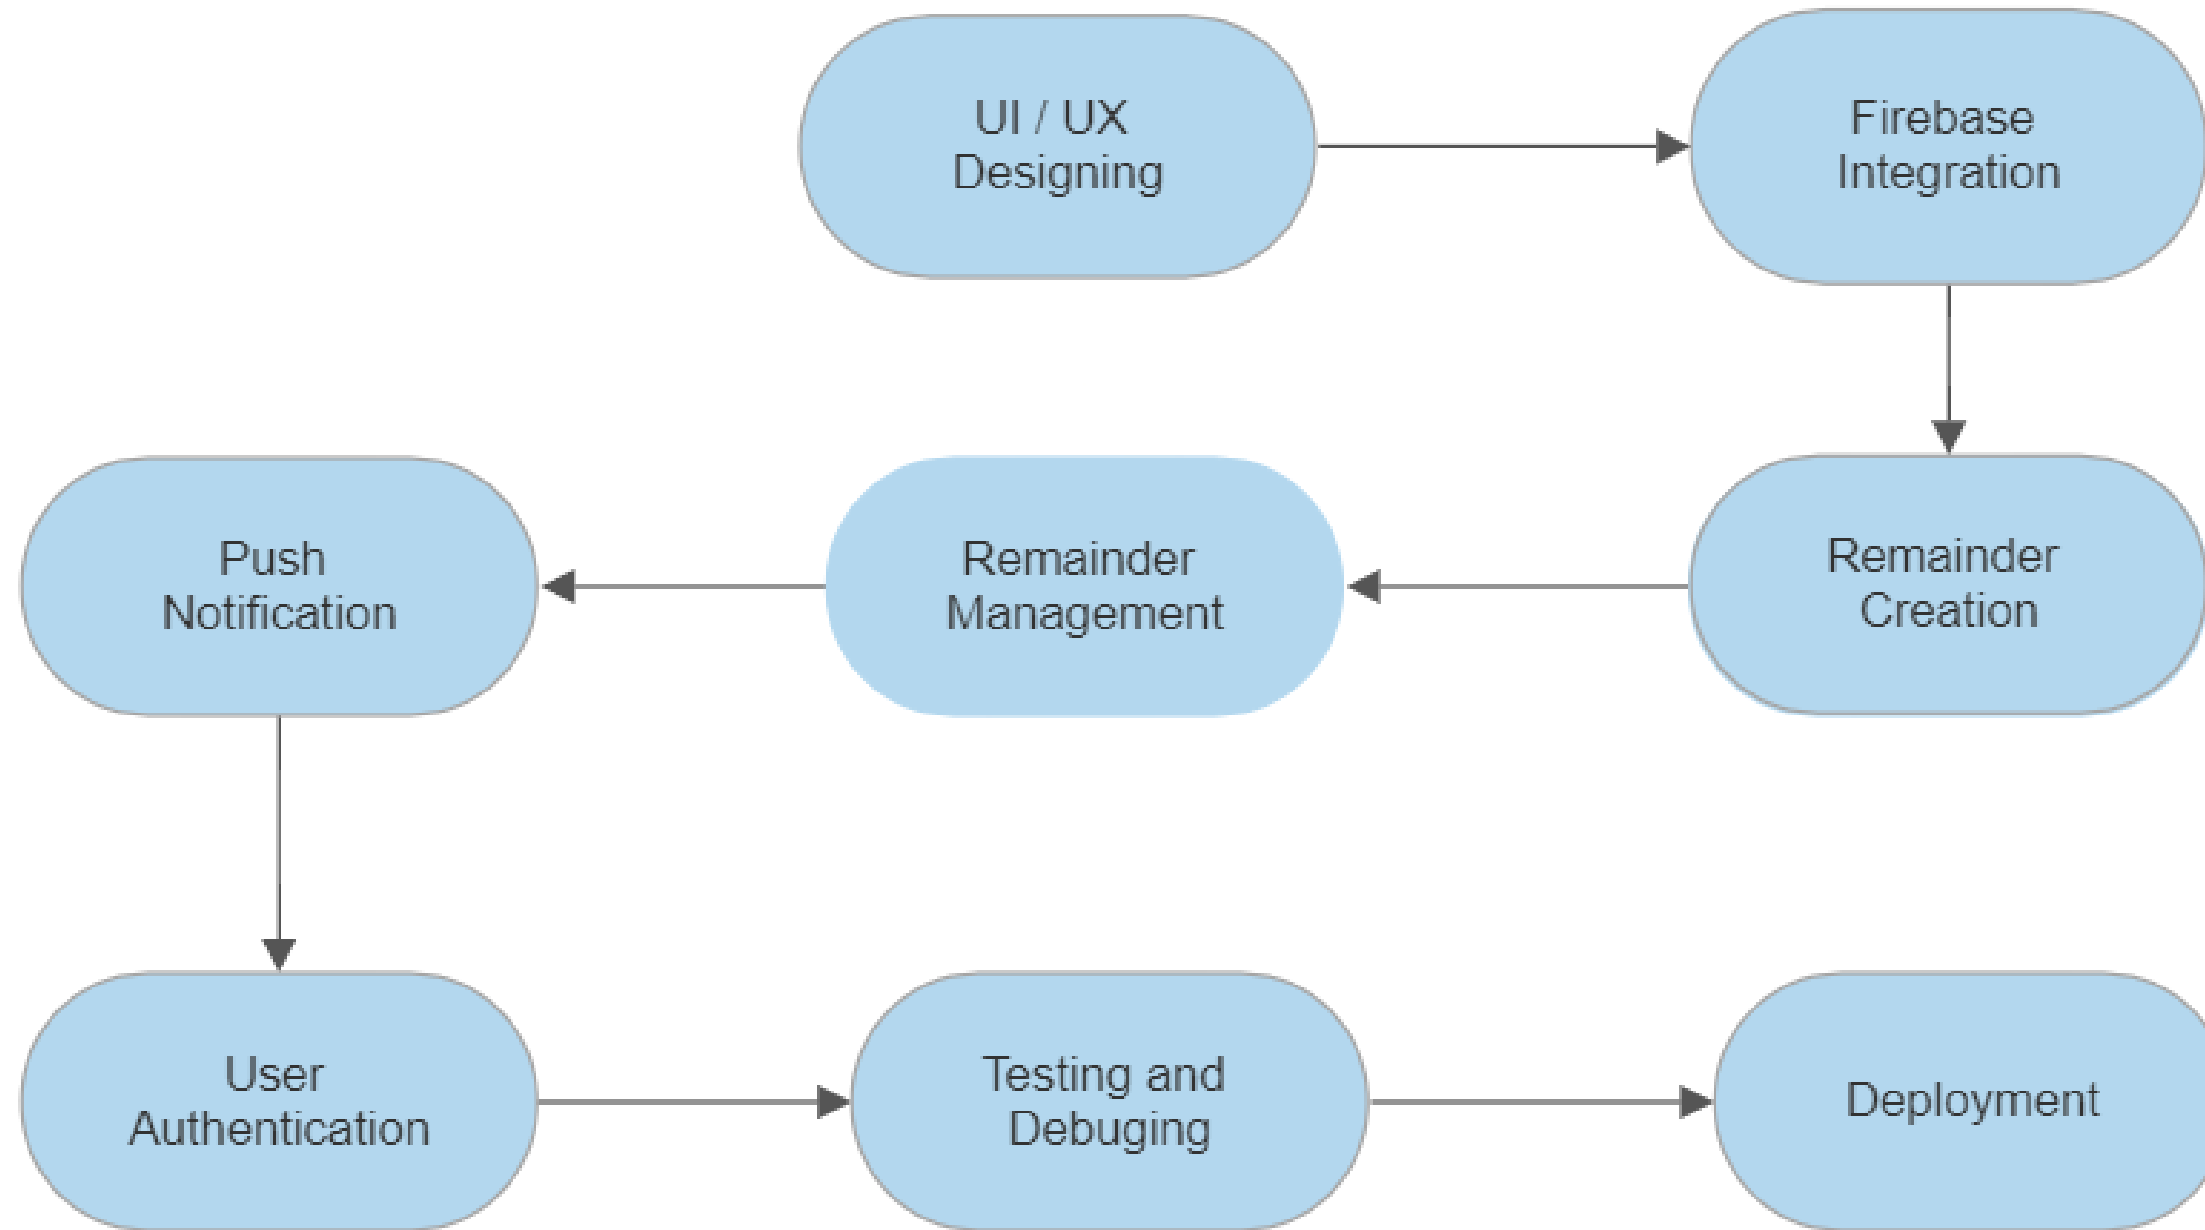 UI / UX
Designing
Firebase
Integration
Push
Notification
Remainder
Management
Remainder
Creation
User
Authentication
Testing and
Debuging
Deployment